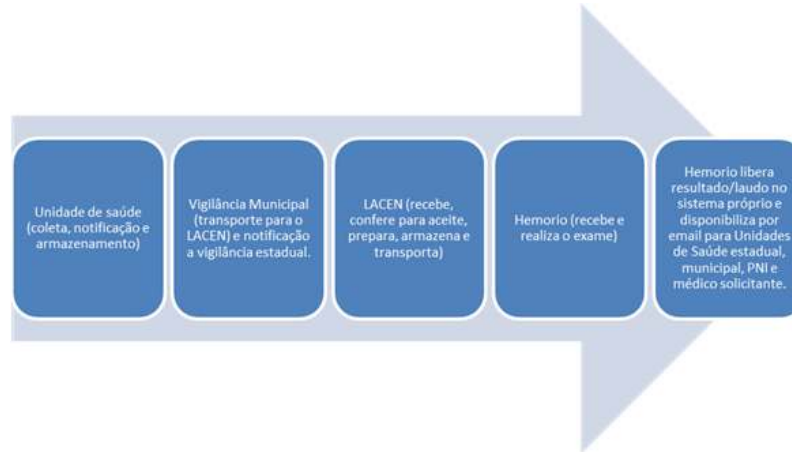 Unidade de saúde
(coleta, notificação e
armazenamento)
Vigilância Municipal
(transporte para o
LACEN) e notificação
a vigilância estadual.
LACEN (recebe,
confere para aceite,
prepara, armazena e
transporta)
Hemorio (recebe e
realiza o exame)
Hemorio libera
resultado/laudo no
sistema próprio e
disponibiliza por
email para Unidades
de Saúde estadual,
municipal, PNI e
médico solicitante.